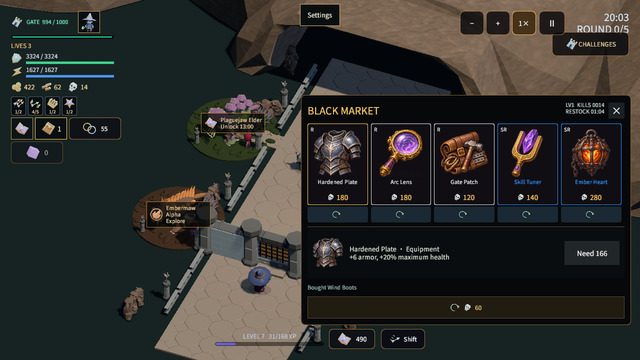 GATE 994 / 1000
Settings
1×
20:03
ROUND 0/5
CHALLENGES
LIVES 3
3324 / 3324
1627 / 1627
422
62
14
1/2
4/5
1/2
1/2
1
55
0
Plaguejaw Elder
Unlock 13:00
Embermaw
Alpha
Explore
BLACK MARKET
LV1 KILLS 0014
RESTOCK 01:04
R
R
R
SR
SR
Hardened Plate
Arc Lens
Gate Patch
Skill Tuner
Ember Heart
180
180
120
140
280
Hardened Plate • Equipment
+6 armor, +20% maximum health
Need 166
Bought Wind Boots
60
LEVEL 7 31/168 XP
490
Shift